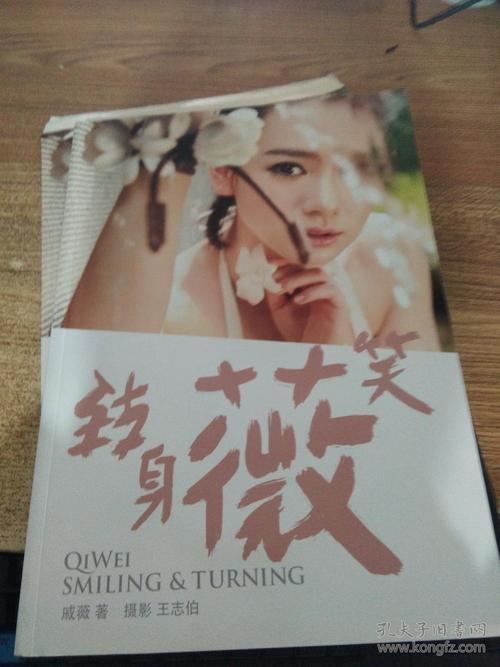 转身薇笑
QIWEI
SMILING & TURNING
戚薇 著 摄影 王志伯
孔夫子旧书网
www.kongfz.com